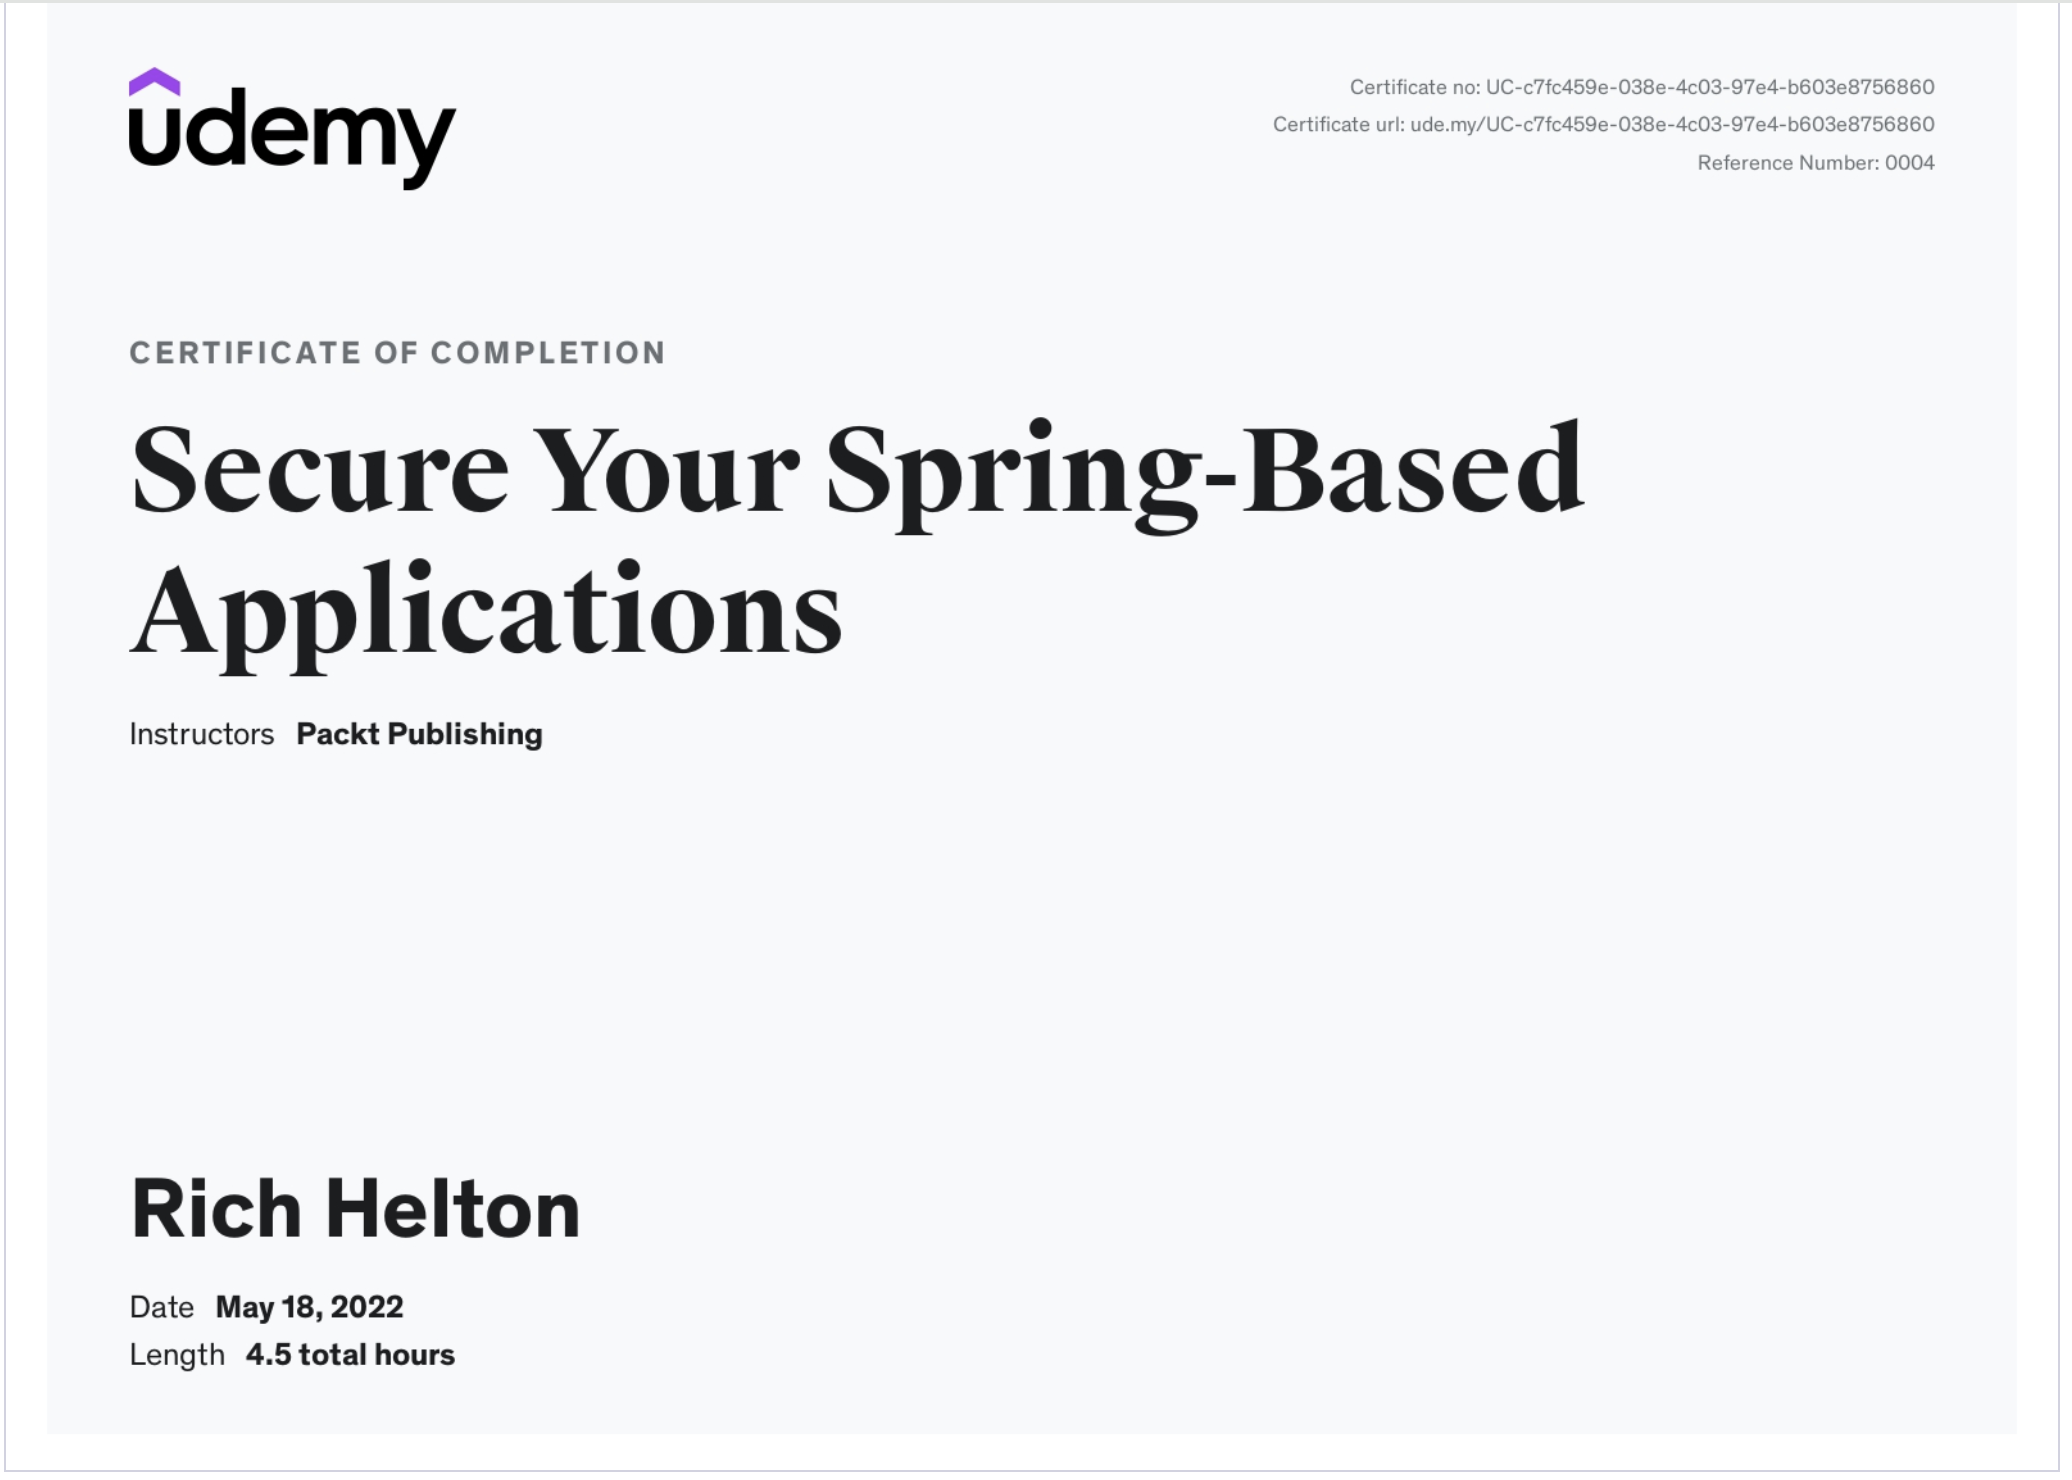 udemy
Certificate no: UC-c7fc459e-038e-4c03-97e4-b603e8756860
Certificate url: ude.my/UC-c7fc459e-038e-4c03-97e4-b603e8756860
Reference Number: 0004
CERTIFICATE OF COMPLETION
Secure Your Spring-Based
Applications
Instructors Packt Publishing
Rich Helton
Date May 18, 2022
Length 4.5 total hours